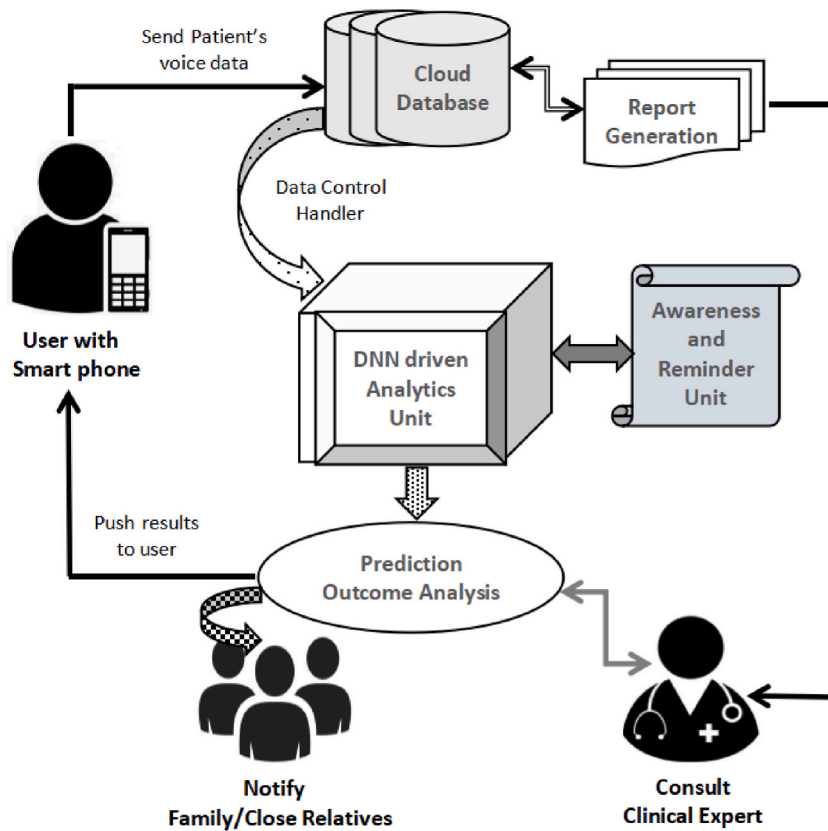 Send Patient's
voice data
Cloud
Database
Report
Generation
Data Control
Handler
User with
Smart phone
DNN driven
Analytics
Unit
Awareness
and
Reminder
Unit
Push results
to user
Prediction
Outcome Analysis
Notify
Family/Close Relatives
Consult
Clinical Expert